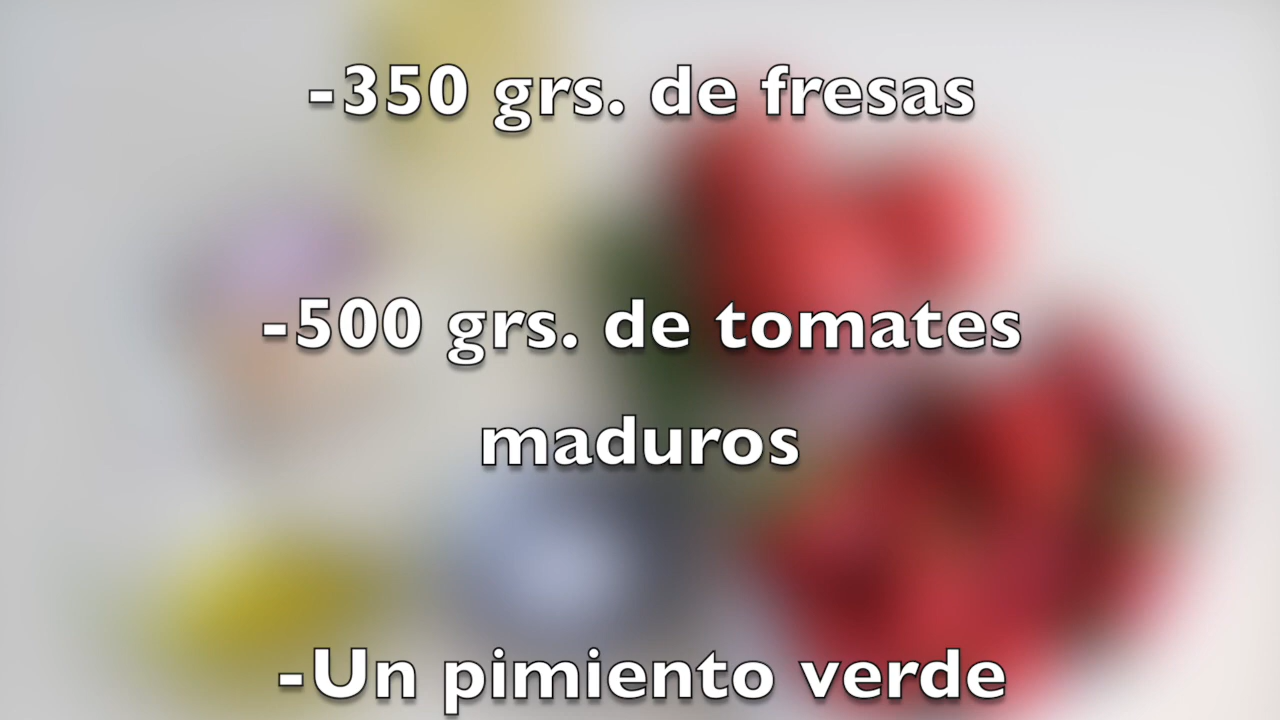 -350 grs. de fresas
-500 grs. de tomates
maduros
-Un pimiento verde